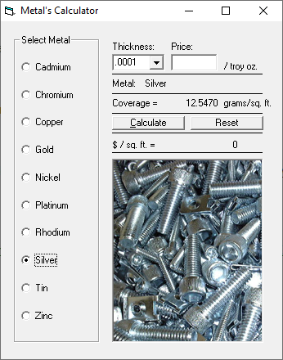 Metal's Calculator
Select Metal
Cadmium
Chromium
Copper
Gold
Nickel
Platinum
Rhodium
Silver
Tin
Zinc
Thickness: Price:
.0001 / troy oz.
Metal: Silver
Coverage = 12.5470 grams/sq. ft.
Calculate Reset
$ / sq. ft. = 0